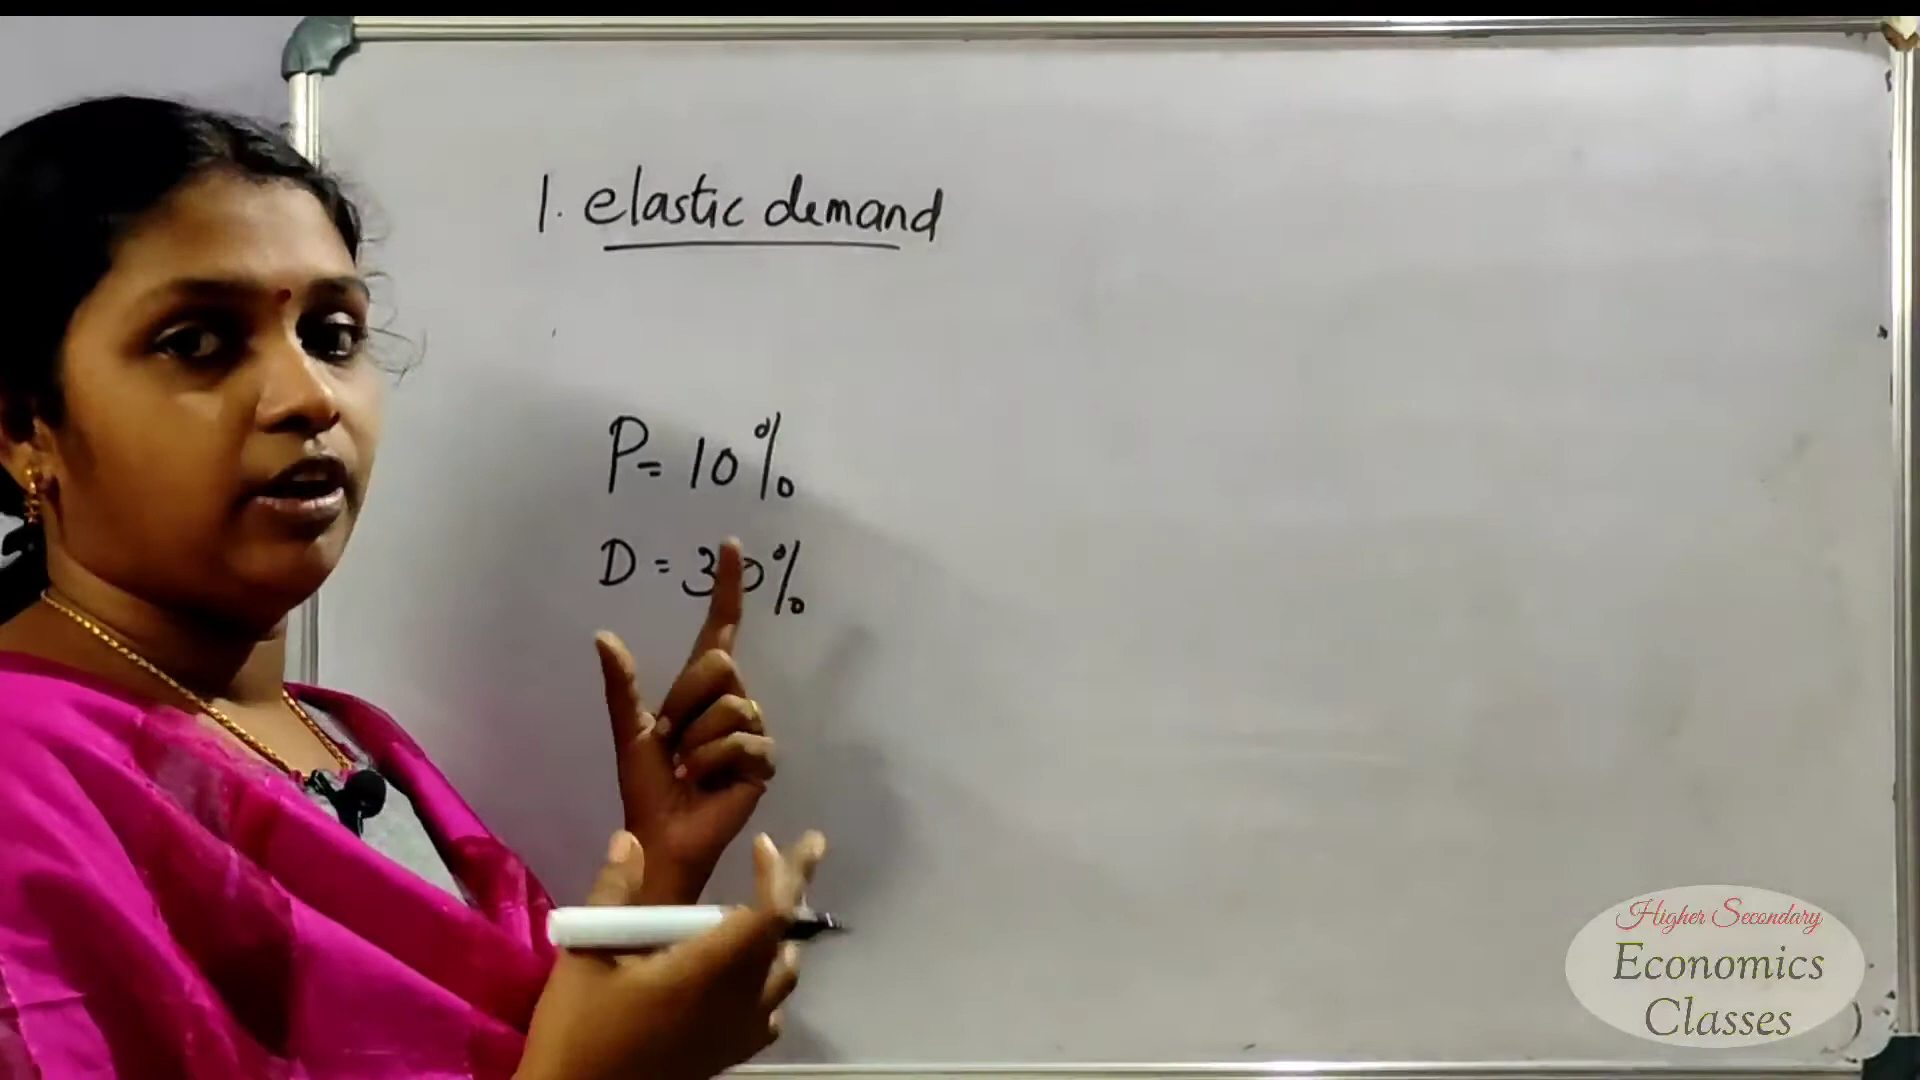 1. elastic demand
P = 10%
D = 30%
Higher Secondary
Economics
Classes